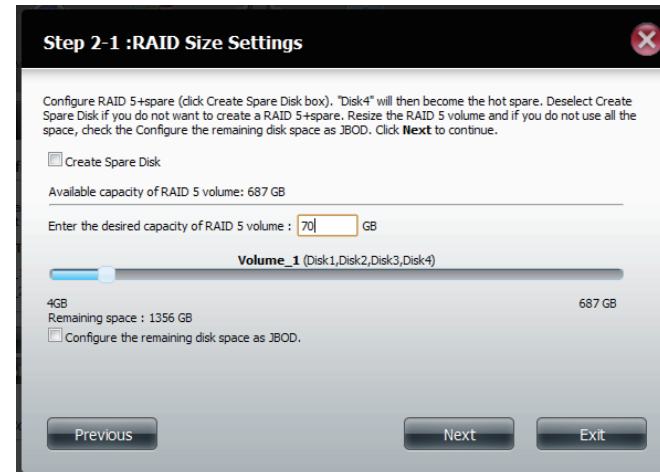 Step 2-1 :RAID Size Settings
Configure RAID 5+spare (click Create Spare Disk box). "Disk4" will then become the hot spare. Deselect Create
Spare Disk if you do not want to create a RAID 5+spare. Resize the RAID 5 volume and if you do not use all the
space, check the Configure the remaining disk space as JBOD. Click Next to continue.
Create Spare Disk
Available capacity of RAID 5 volume: 687 GB
Enter the desired capacity of RAID 5 volume : 70 GB
Volume_1 (Disk1,Disk2,Disk3,Disk4)
4GB 687 GB
Remaining space : 1356 GB
Configure the remaining disk space as JBOD.
Previous Next Exit